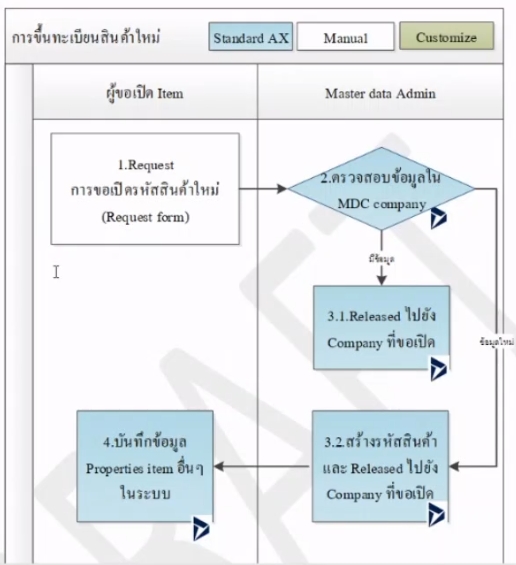 การขึ้นทะเบียนสินค้าใหม่
Standard AX
Manual
Customize
ผู้ขอเปิด Item
Master data Admin
1.Request
การขอเปิดรหัสสินค้าใหม่
(Request form)
2.ตรวจสอบข้อมูลใน
MDC company
มีข้อมูล
3.1.Released ไปยัง
Company ที่ขอเปิด
ข้อมูลใหม่
4.บันทึกข้อมูล
Properties item อื่นๆ
ในระบบ
3.2.สร้างรหัสสินค้า
และ Released ไปยัง
Company ที่ขอเปิด
DRAFT